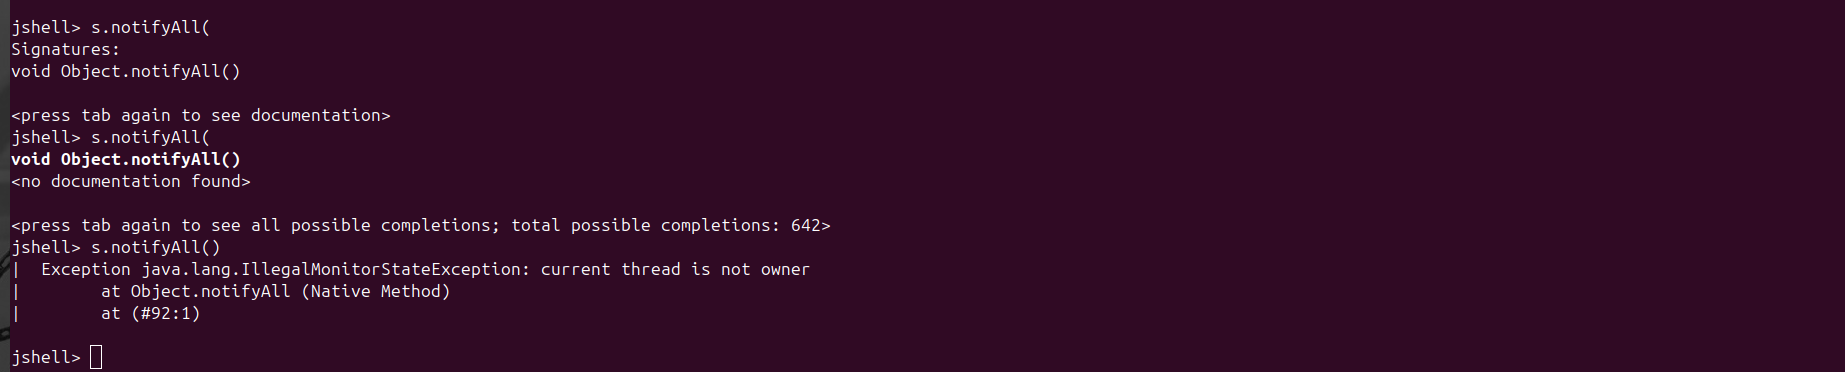 jshell> s.notifyAll(
Signatures:
void Object.notifyAll()
<press tab again to see documentation>
jshell> s.notifyAll(
void Object.notifyAll()
<no documentation found>
<press tab again to see all possible completions; total possible completions: 642>
jshell> s.notifyAll()
|  Exception java.lang.IllegalMonitorStateException: current thread is not owner
|        at Object.notifyAll (Native Method)
|        at (#92:1)
jshell>